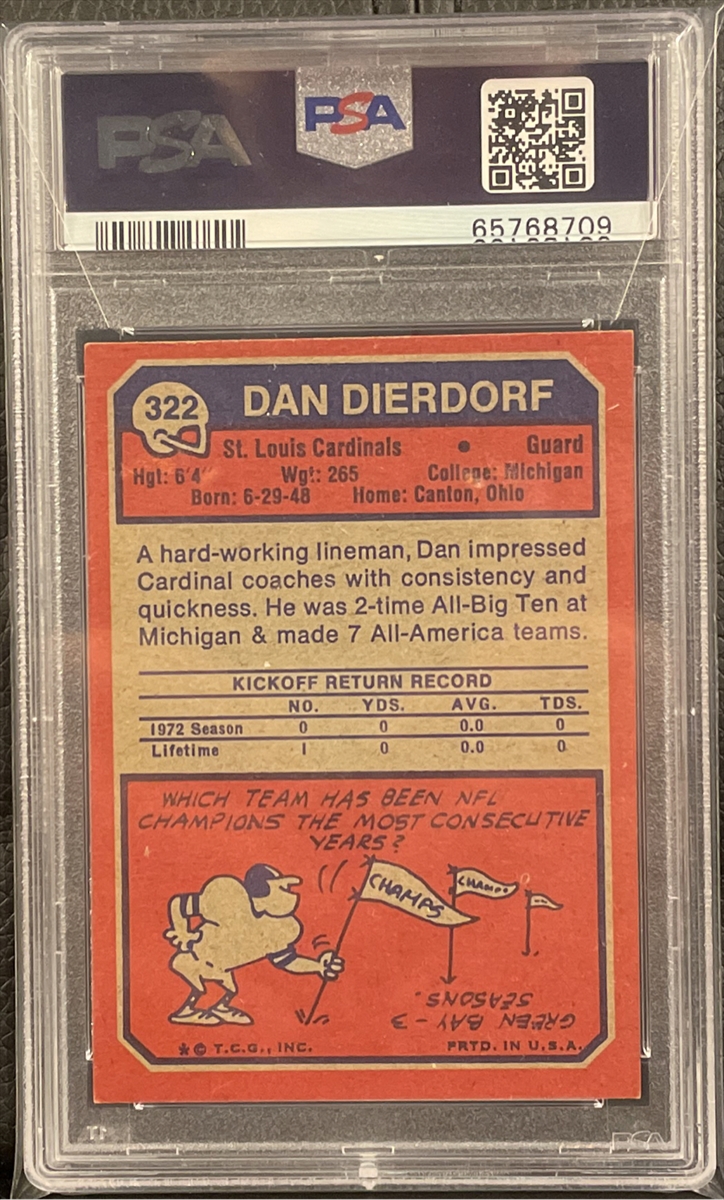 PSA
PSA
65768709
322
DAN DIERDORF
St. Louis Cardinals • Guard
Hgt: 6'4" Wgt: 265 College: Michigan
Born: 6-29-48 Home: Canton, Ohio
A hard-working lineman, Dan impressed
Cardinal coaches with consistency and
quickness. He was 2-time All-Big Ten at
Michigan & made 7 All-America teams.
KICKOFF RETURN RECORD
NO. YDS. AVG. TDS.
1972 Season 0 0 0.0 0
Lifetime 1 0 0.0 0
WHICH TEAM HAS BEEN NFL
CHAMPIONS THE MOST CONSECUTIVE
YEARS?
CHAMPS
CHAMPS
GREEN BAY - 3
SEASONS.
* © T.C.G., INC. PRTD. IN U.S.A.
PSA